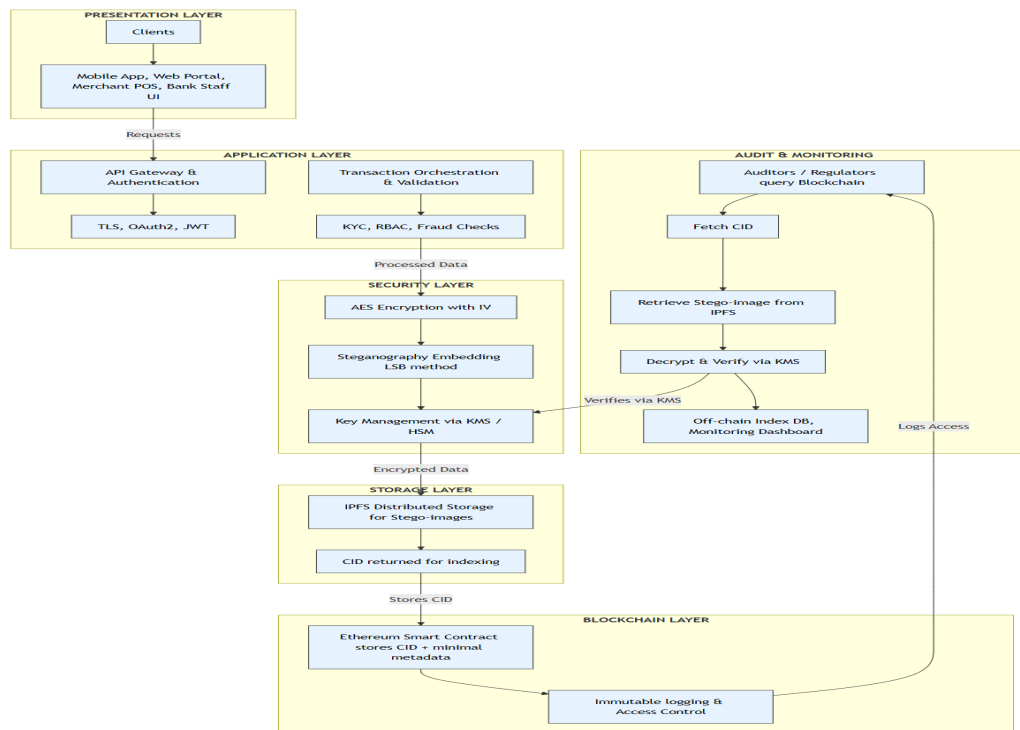 PRESENTATION LAYER
Clients
Mobile App, Web Portal,
Merchant POS, Bank Staff
UI
Requests
APPLICATION LAYER
API Gateway &
Authentication
TLS, OAuth2, JWT
Transaction Orchestration
& Validation
KYC, RBAC, Fraud Checks
Processed Data
SECURITY LAYER
AES Encryption with IV
Steganography Embedding
LSB method
Key Management via KMS /
HSM
Encrypted Data
STORAGE LAYER
IPFS Distributed Storage
for Stego-images
CID returned for indexing
Stores CID
BLOCKCHAIN LAYER
Ethereum Smart Contract
stores CID + minimal
metadata
Immutable logging &
Access Control
AUDIT & MONITORING
Auditors / Regulators
query Blockchain
Fetch CID
Retrieve Stego-image from
IPFS
Decrypt & Verify via KMS
Verifies via KMS
Off-chain Index DB,
Monitoring Dashboard
Logs Access